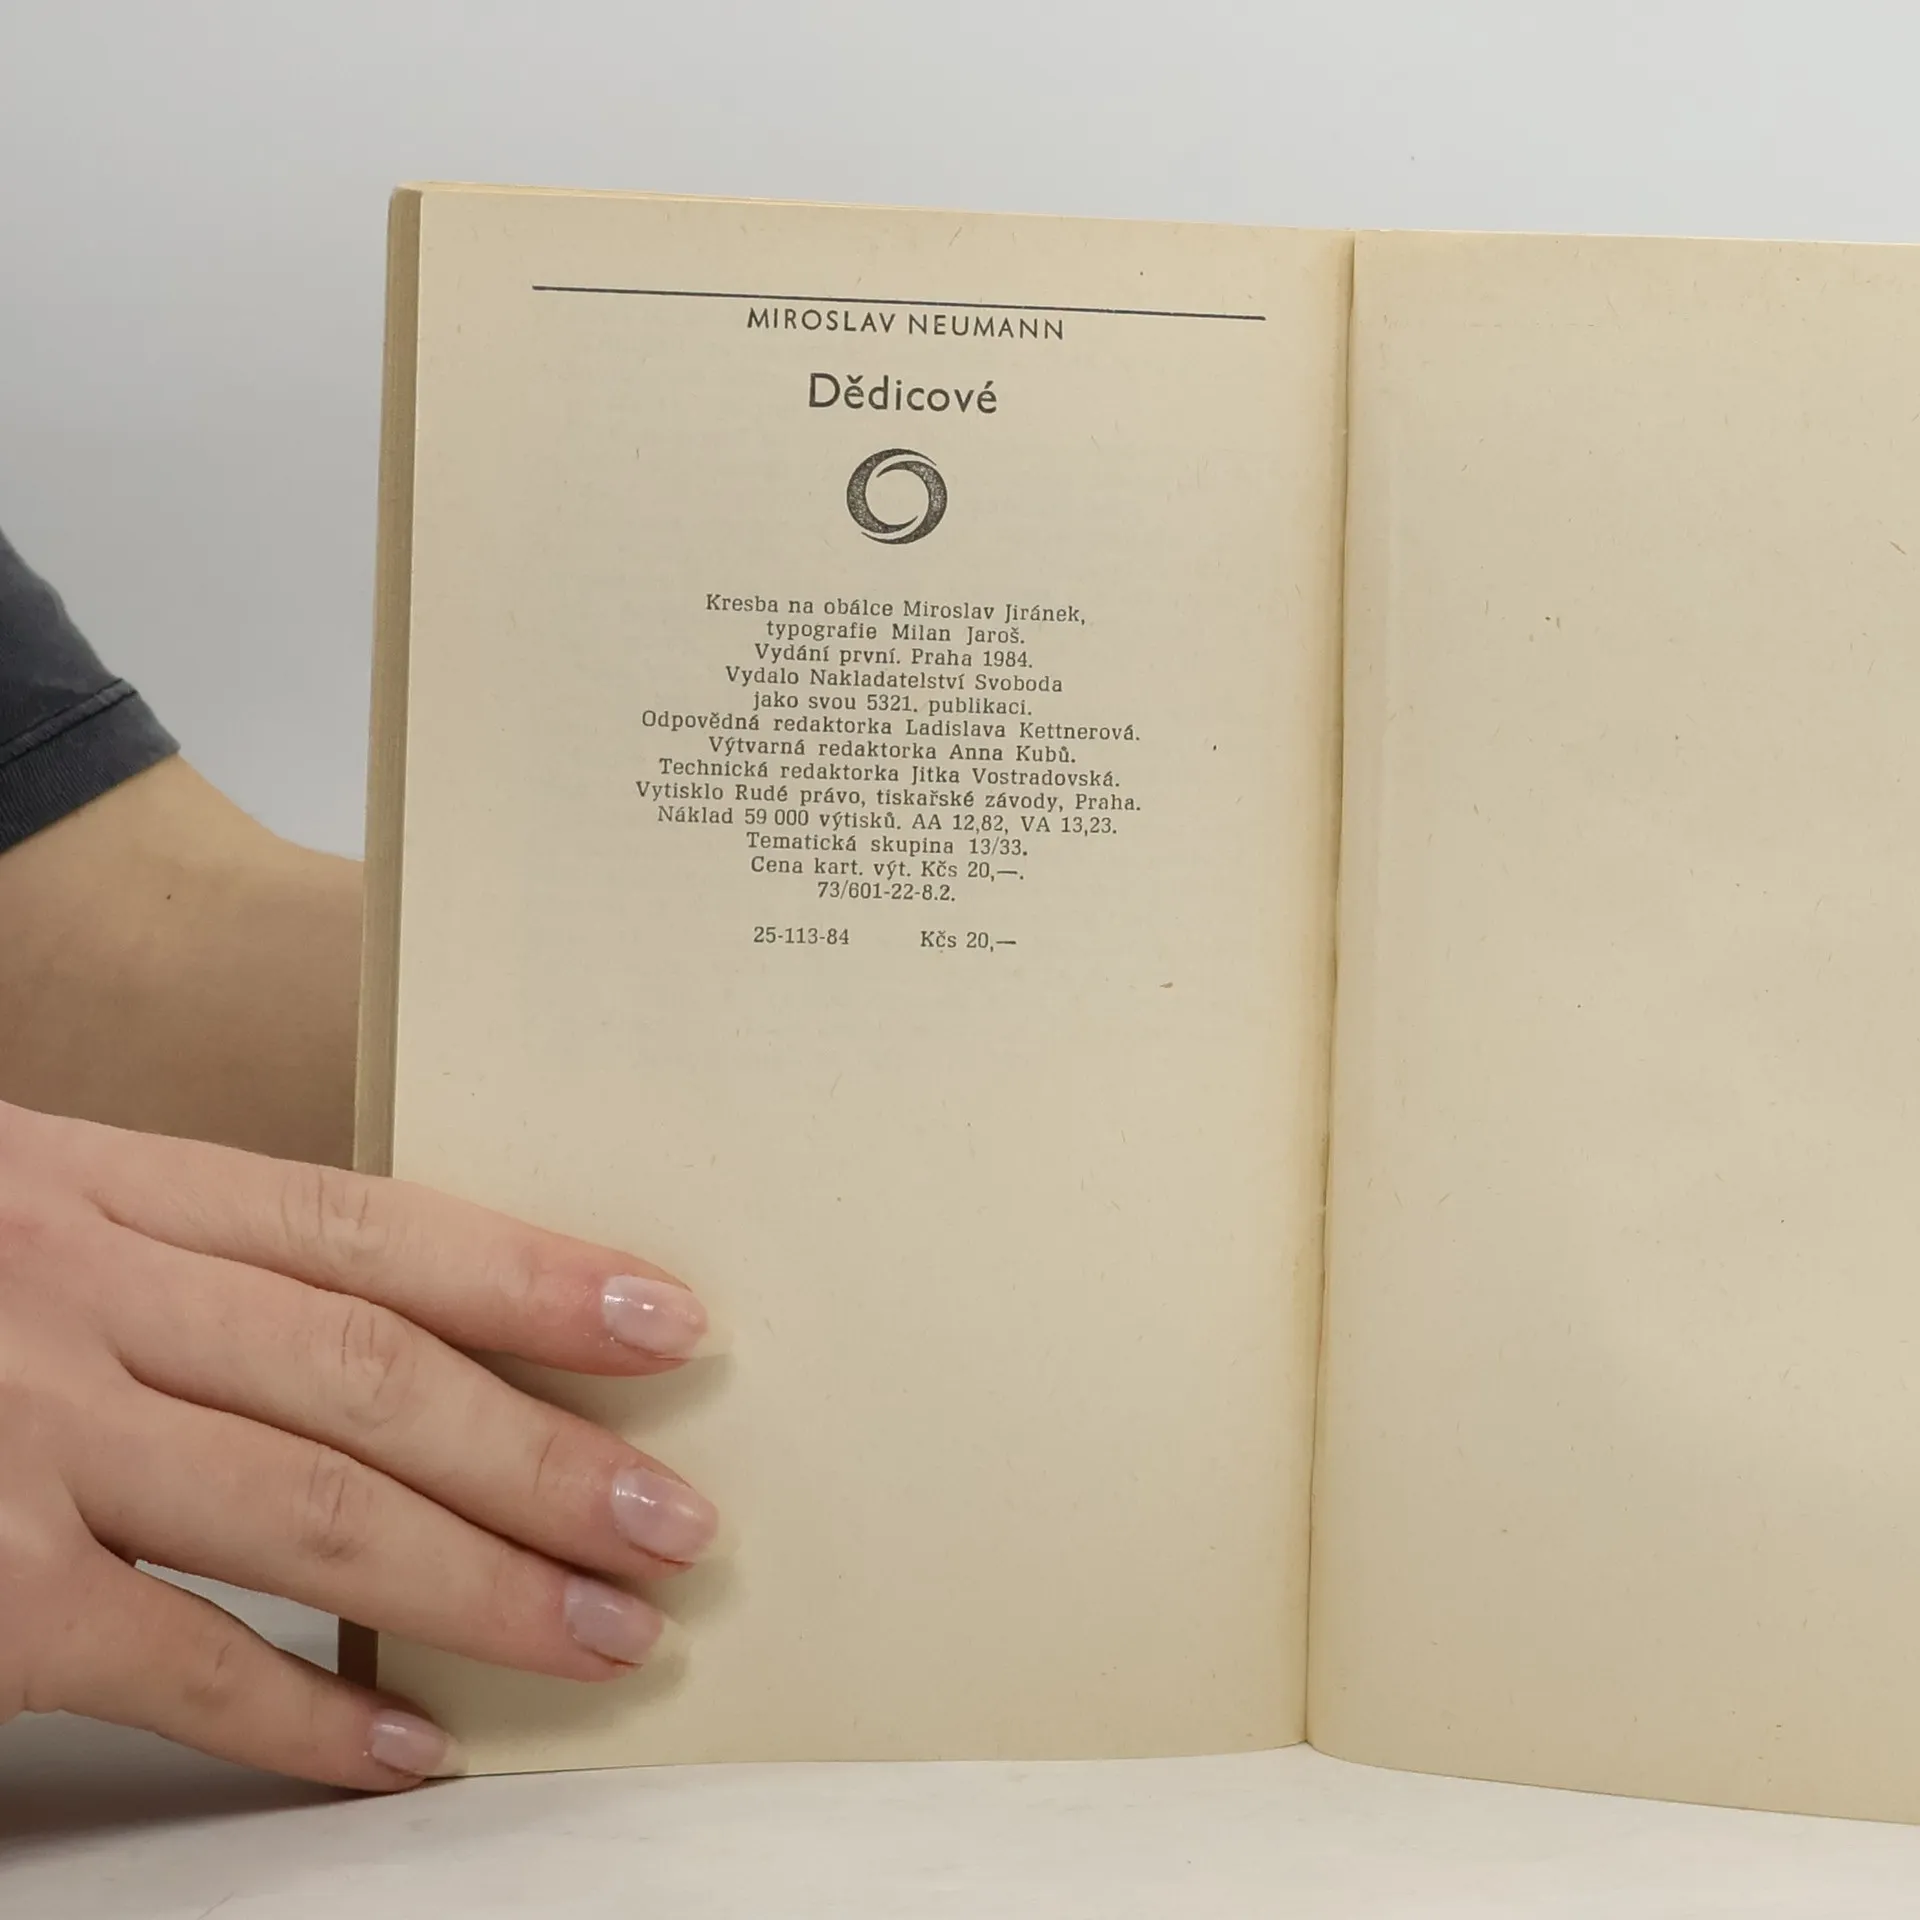 MIROSLAV NEUMANN
Dědicové
Kresba na obálce Miroslav Jiránek,
typografie Milan Jaroš.
Vydání první. Praha 1984.
Vydalo Nakladatelství Svoboda
jako svou 5321. publikaci.
Odpovědná redaktorka Ladislava Kettnerová.
Výtvarná redaktorka Anna Kubů.
Technická redaktorka Jitka Vostradovská.
Vytisklo Rudé právo, tiskařské závody, Praha.
Náklad 59 000 výtisků. AA 12,82, VA 13,23.
Tematická skupina 13/33.
Cena kart. výt. Kčs 20,—.
73/601-22-8.2.
25-113-84 Kčs 20,—